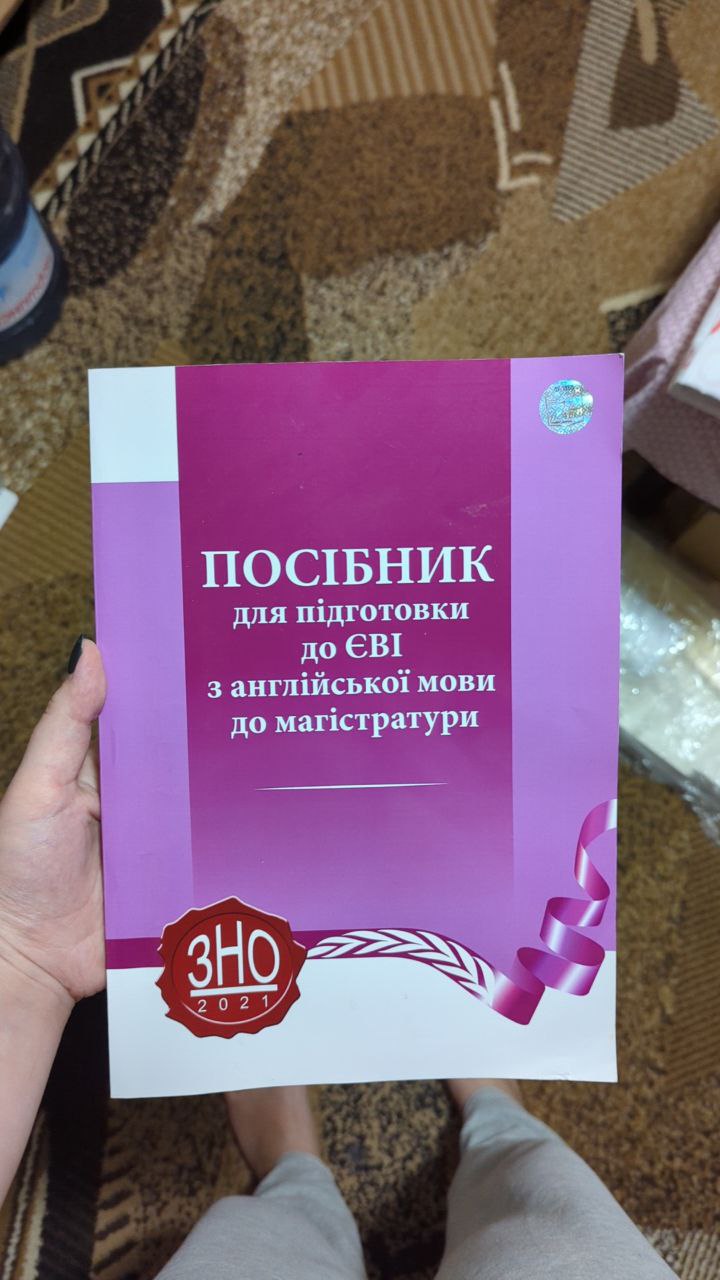 ПОСІБНИК
для підготовки
до ЄВІ
з англійської мови
до магістратури
ЗНО
2021